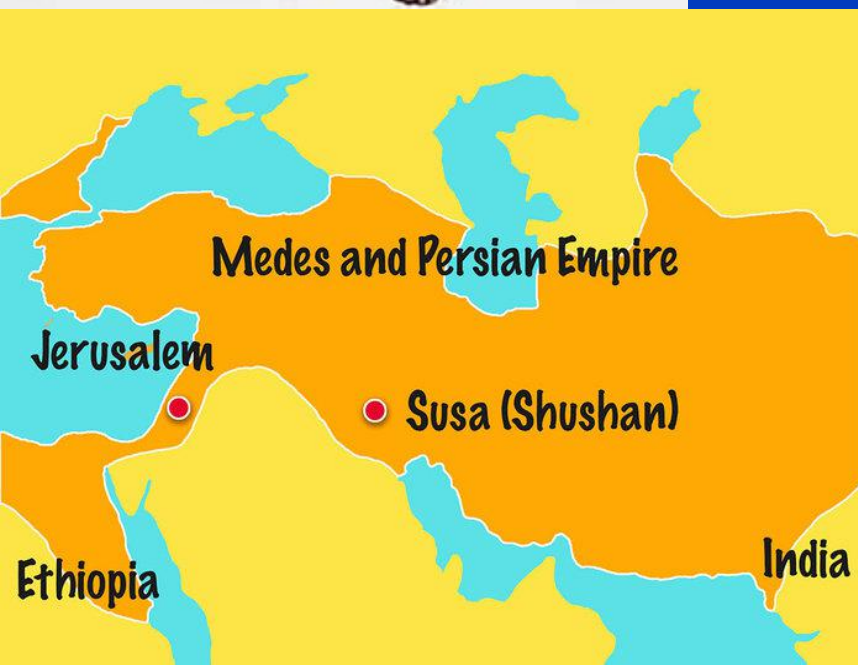 Medes and Persian Empire
Jerusalem
Susa (Shushan)
India
Ethiopia